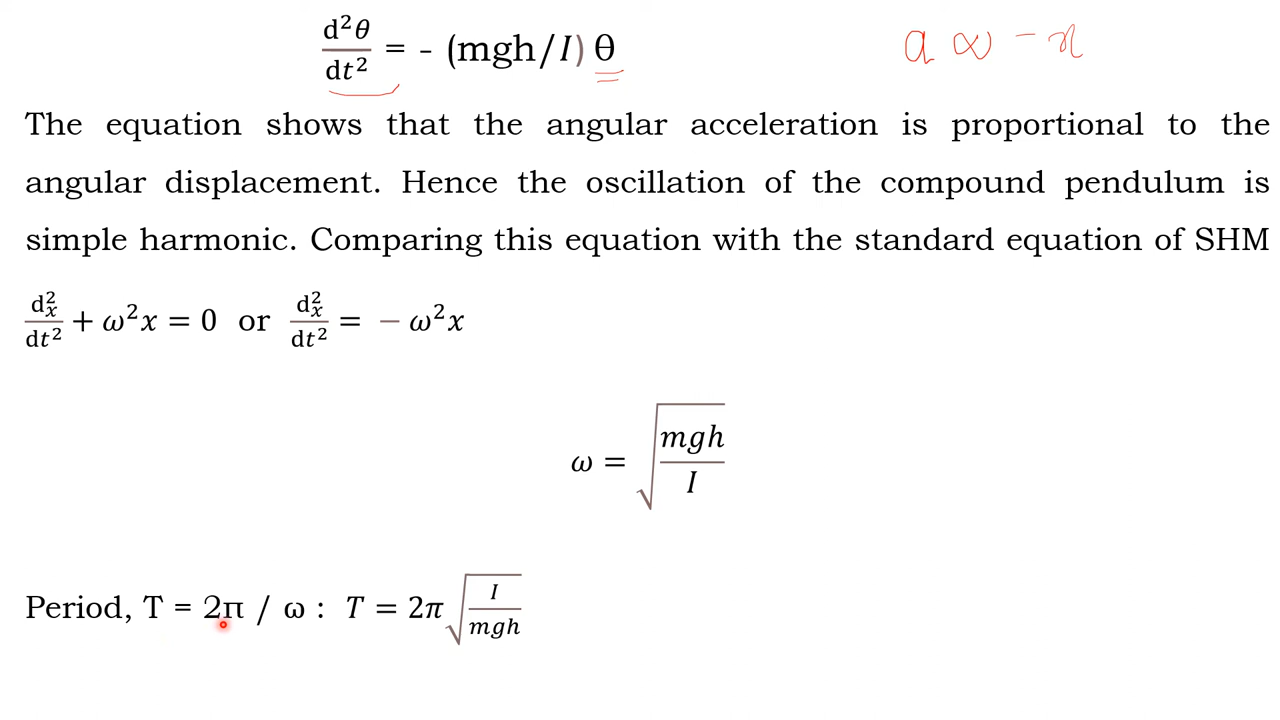 d²θ/dt² = - (mgh/I) θ a ∝ - x
The equation shows that the angular acceleration is proportional to the
angular displacement. Hence the oscillation of the compound pendulum is
simple harmonic. Comparing this equation with the standard equation of SHM
d²ₓ/dt² + ω²x = 0 or d²ₓ/dt² = − ω²x
ω = √(mgh/I)
Period, T = 2π / ω : T = 2π√(I/mgh)